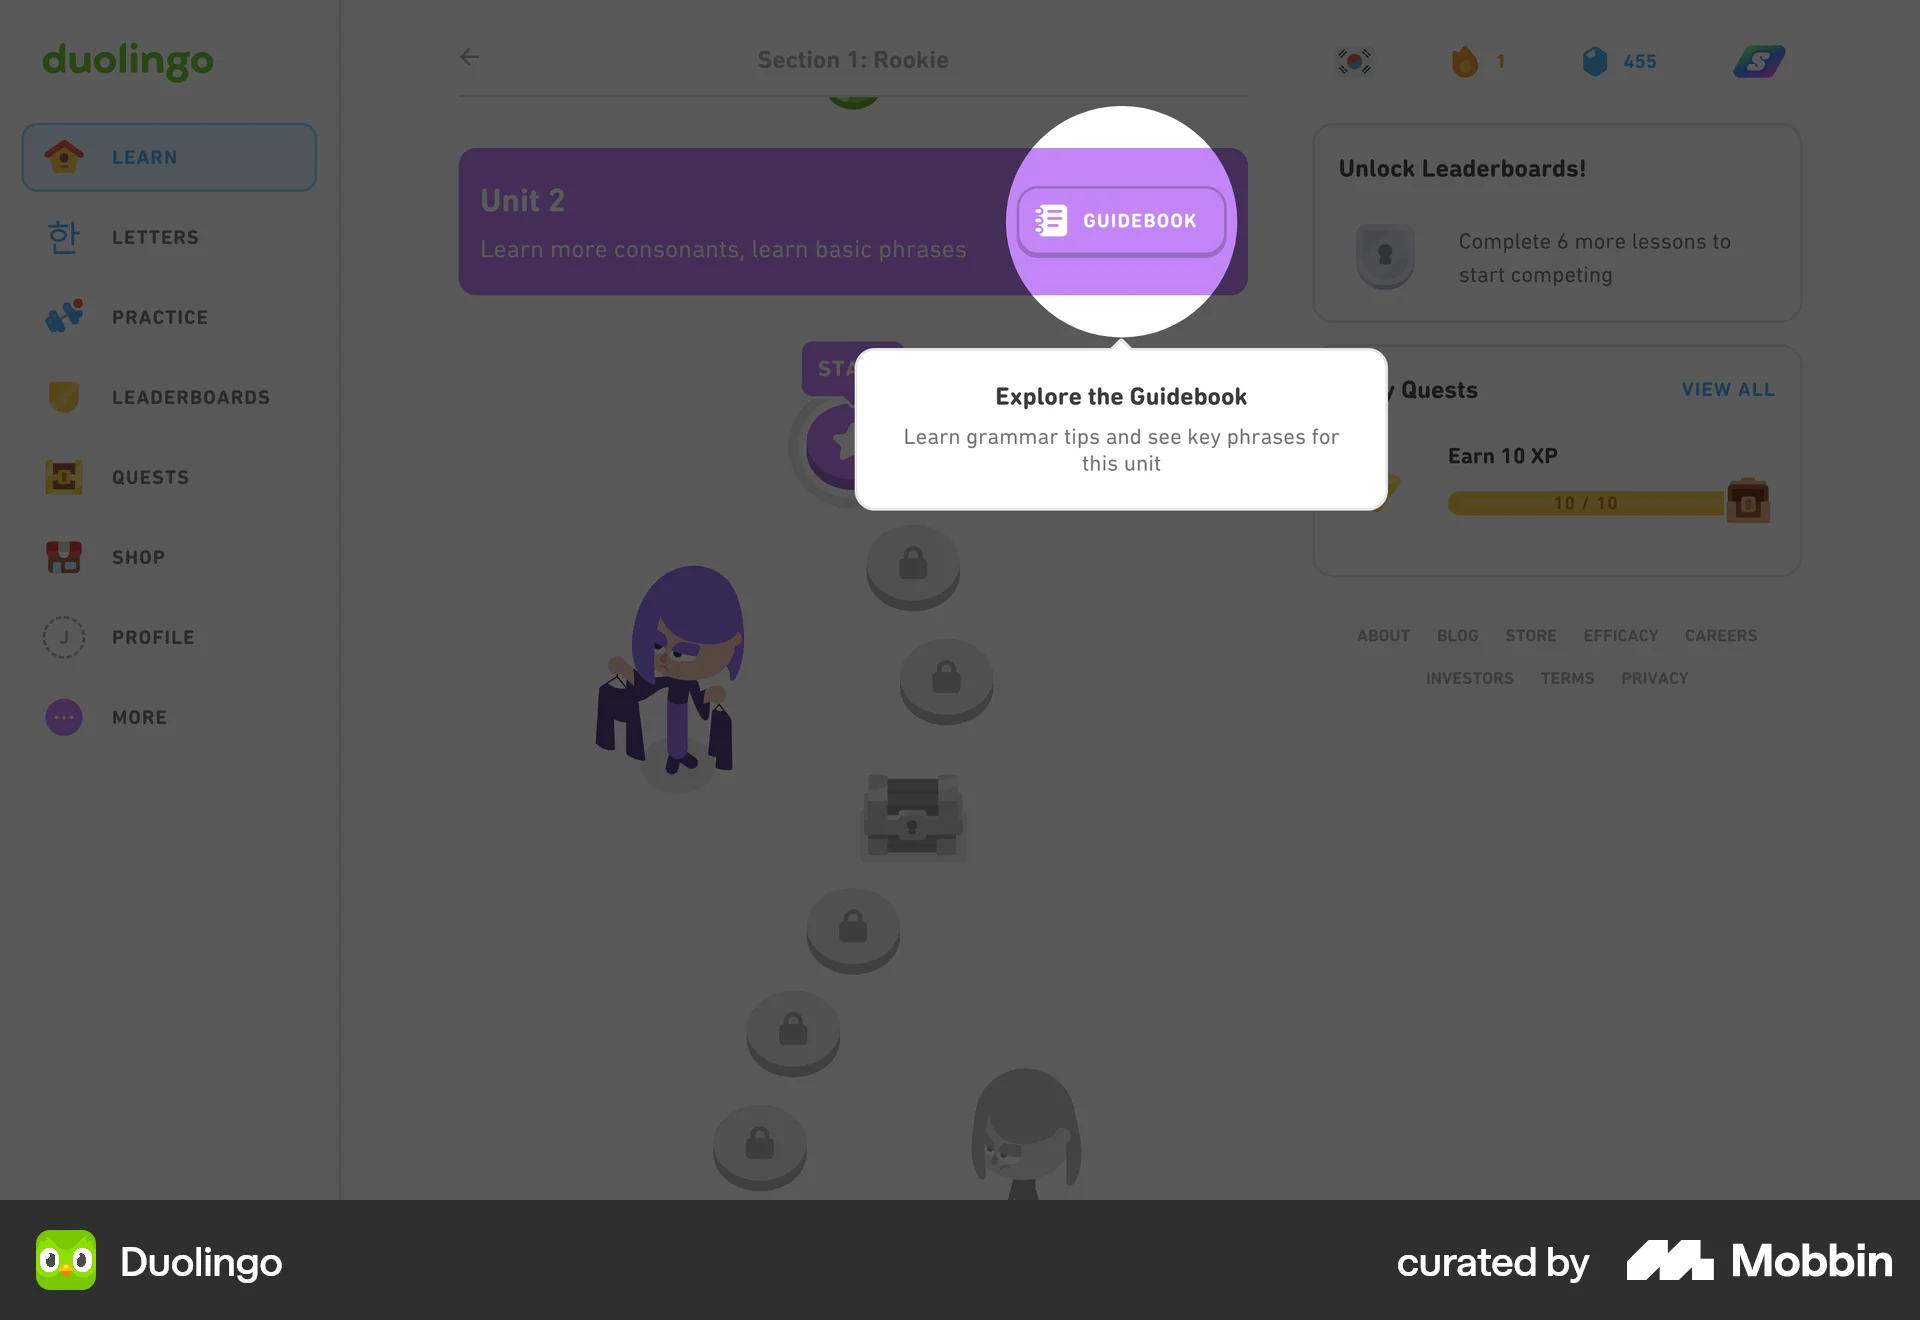 duolingo
LEARN
한 LETTERS
PRACTICE
LEADERBOARDS
QUESTS
SHOP
J PROFILE
MORE
Section 1: Rookie
1
455
S
Unit 2
Learn more consonants, learn basic phrases
GUIDEBOOK
Explore the Guidebook
Learn grammar tips and see key phrases for
this unit
Unlock Leaderboards!
Complete 6 more lessons to
start competing
Quests
VIEW ALL
Earn 10 XP
10 / 10
ABOUT BLOG STORE EFFICACY CAREERS
INVESTORS TERMS PRIVACY
Duolingo
curated by Mobbin